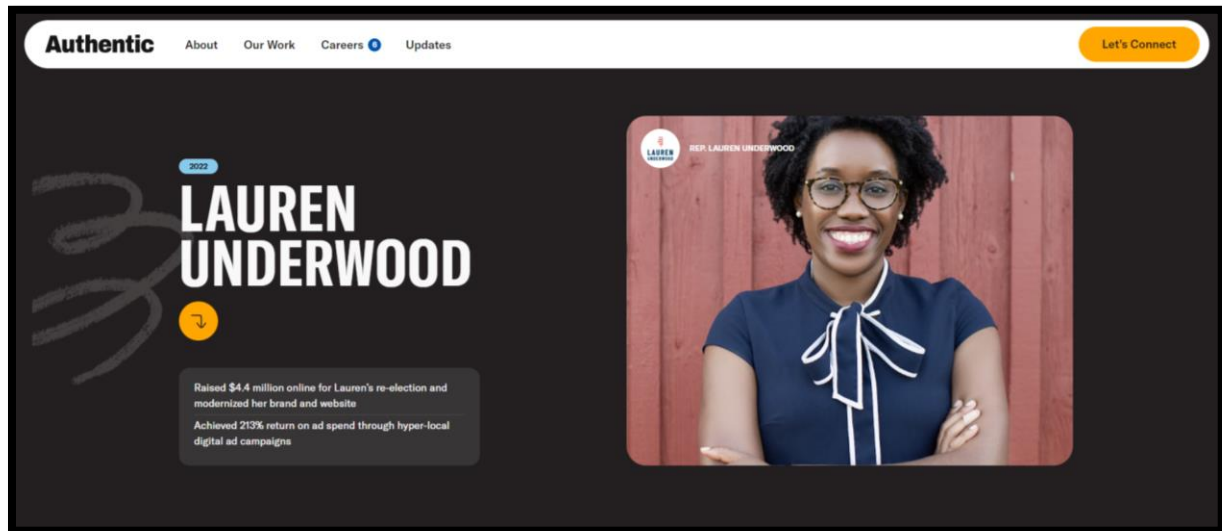 Authentic About Our Work Careers 6 Updates Let's Connect
2022
LAUREN
UNDERWOOD
Raised $4.4 million online for Lauren's re-election and
modernized her brand and website
Achieved 213% return on ad spend through hyper-local
digital ad campaigns
LAUREN
UNDERWOOD
REP. LAUREN UNDERWOOD